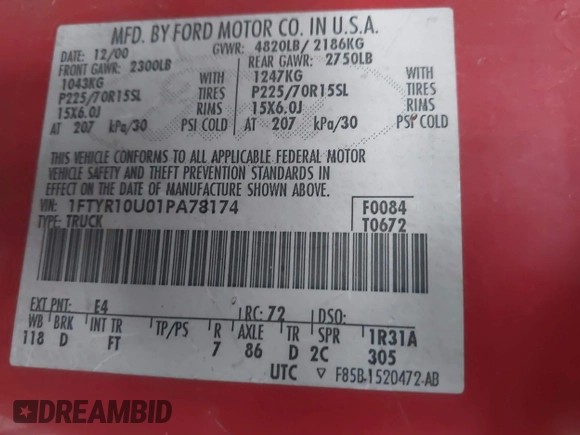 MFD. BY FORD MOTOR CO. IN U.S.A.
DATE: 12/00 GVWR: 4820LB/ 2186KG
FRONT GAWR: 2300LB REAR GAWR: 2750LB
1043KG WITH 1247KG WITH
P225/70R15SL TIRES P225/70R15SL TIRES
15X6.0J RIMS 15X6.0J RIMS
AT 207 kPa/30 PSI COLD AT 207 kPa/30 PSI COLD
THIS VEHICLE CONFORMS TO ALL APPLICABLE FEDERAL MOTOR
VEHICLE SAFETY AND BUMPER STANDARDS IN
EFFECT ON THE DATE OF MANUFACTURE SHOWN ABOVE.
VIN: 1FTYR10U01PA78174 F0084
TYPE: TRUCK T0672
EXT PNT: E4 RC: 72 DSO:
WB BRK INT TR TP/PS R AXLE TR SPR 1R31A
118 D FT 7 86 D 2C 305
UTC ▽ F85B-1520472-AB
DREAMBID